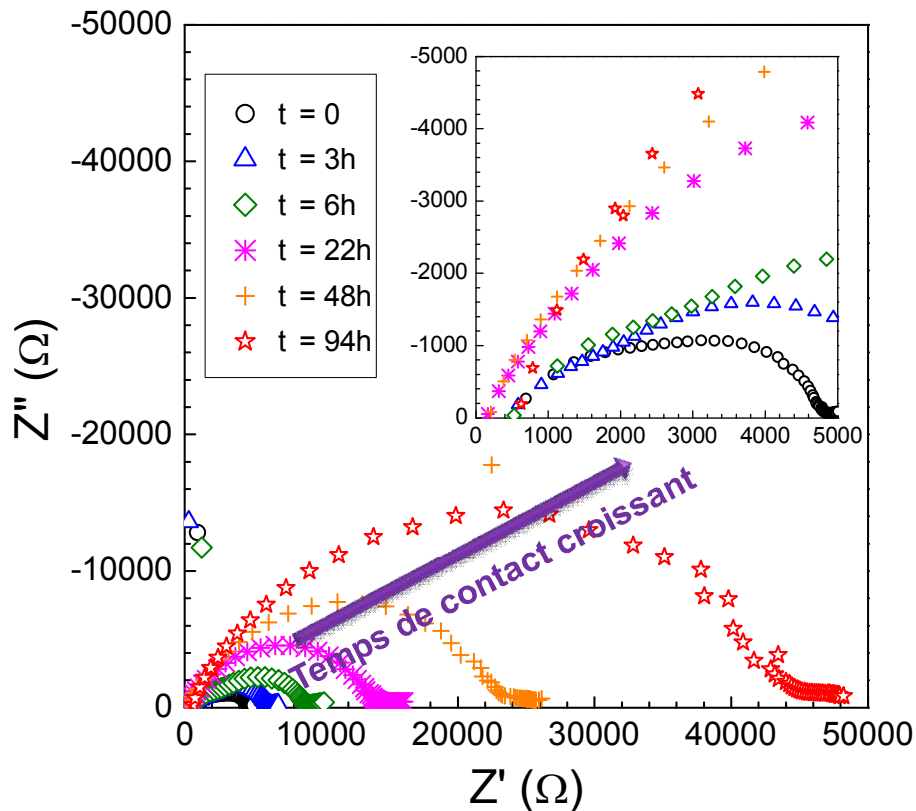 -50000
-40000
-30000
-20000
-10000
0
Z'' (Ω)
t = 0
t = 3h
t = 6h
t = 22h
t = 48h
t = 94h
-5000
-4000
-3000
-2000
-1000
0
0 1000 2000 3000 4000 5000
Temps de contact croissant
0 10000 20000 30000 40000 50000
Z' (Ω)